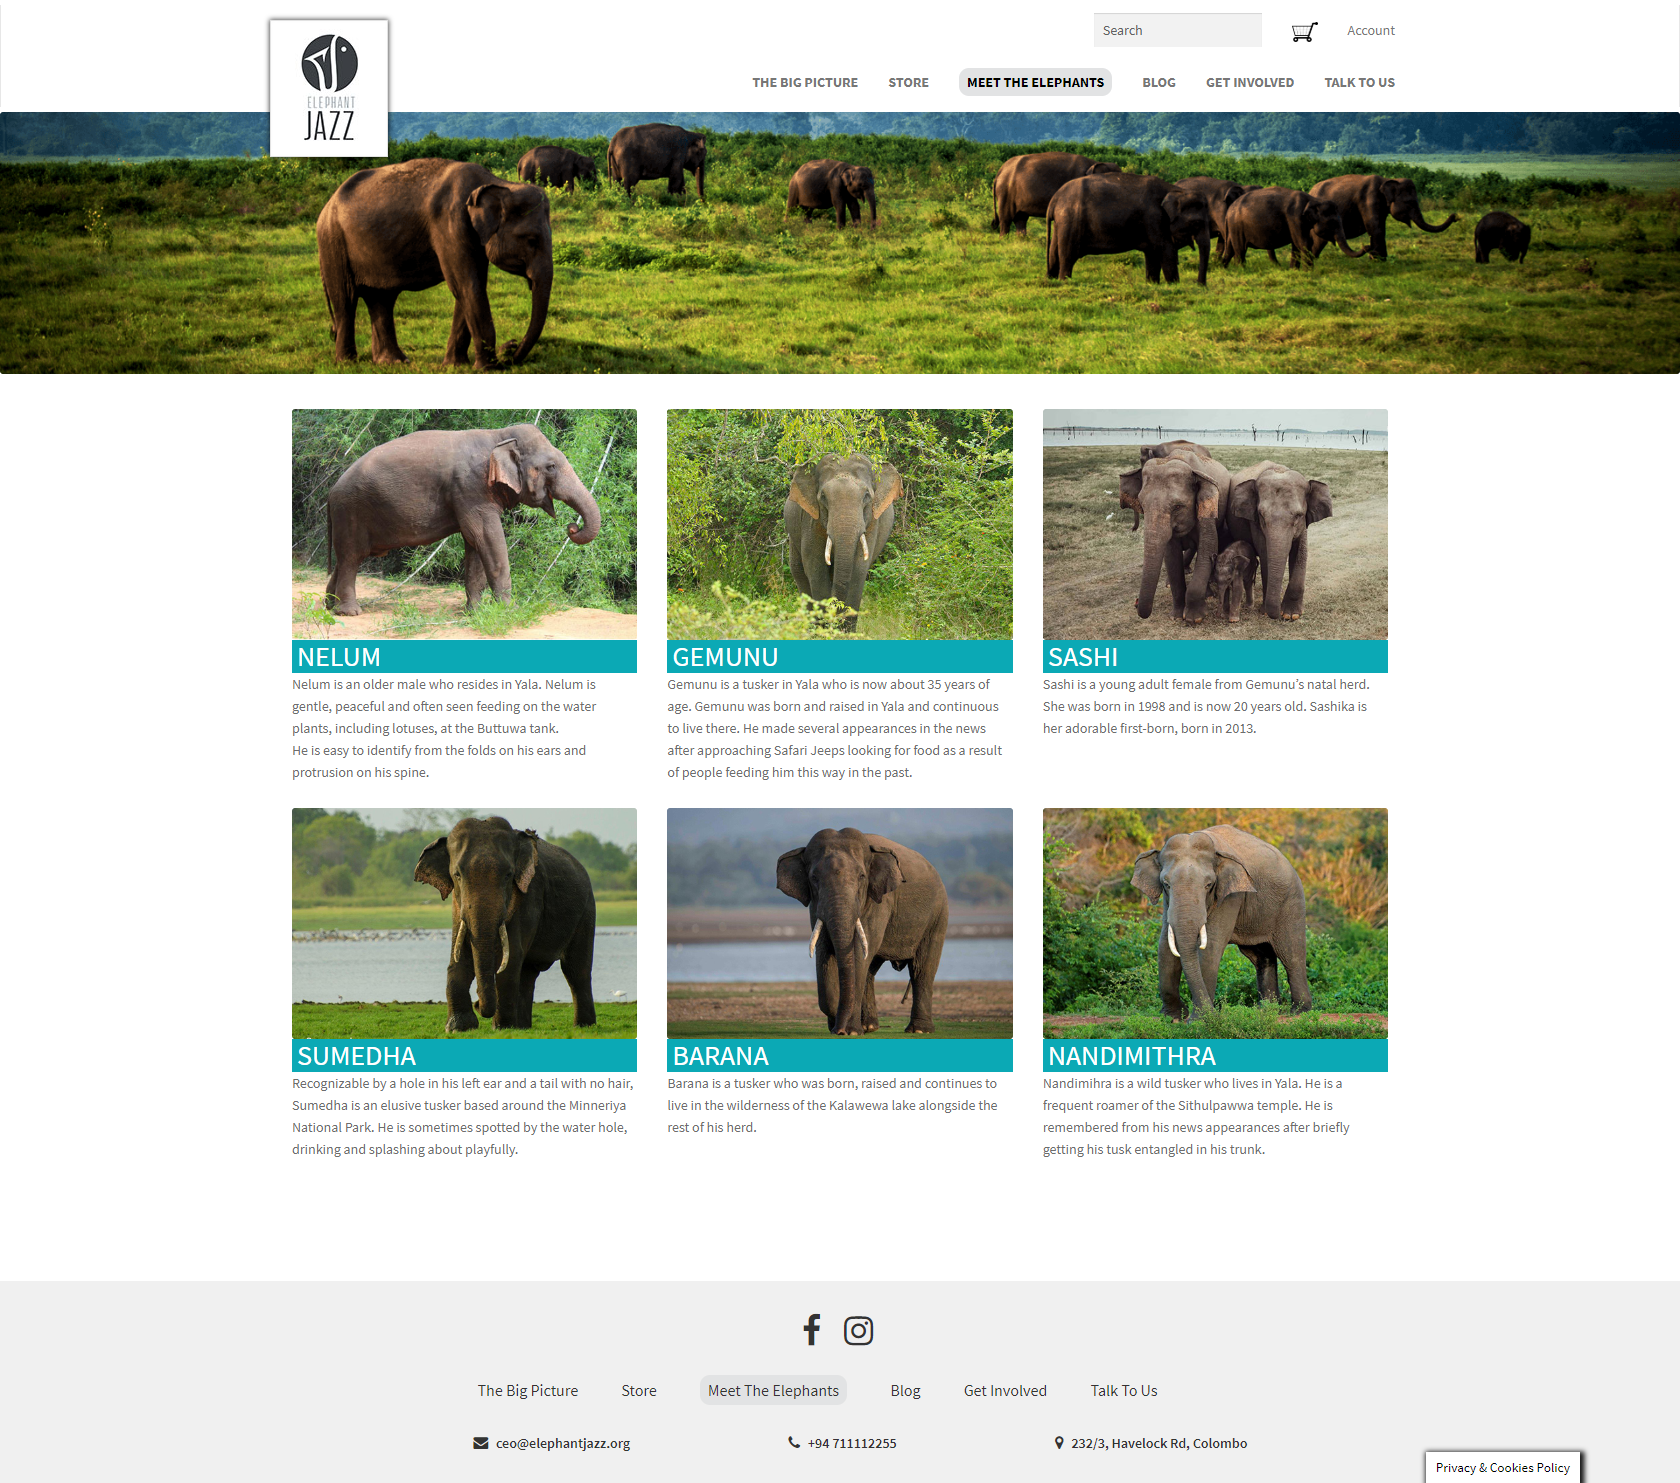 Search
Account
ELEPHANT
JAZZ
THE BIG PICTURE
STORE
MEET THE ELEPHANTS
BLOG
GET INVOLVED
TALK TO US
NELUM
Nelum is an older male who resides in Yala. Nelum is
gentle, peaceful and often seen feeding on the water
plants, including lotuses, at the Buttuwa tank.
He is easy to identify from the folds on his ears and
protrusion on his spine.
GEMUNU
Gemunu is a tusker in Yala who is now about 35 years of
age. Gemunu was born and raised in Yala and continuous
to live there. He made several appearances in the news
after approaching Safari Jeeps looking for food as a result
of people feeding him this way in the past.
SASHI
Sashi is a young adult female from Gemunu’s natal herd.
She was born in 1998 and is now 20 years old. Sashika is
her adorable first-born, born in 2013.
SUMEDHA
Recognizable by a hole in his left ear and a tail with no hair,
Sumedha is an elusive tusker based around the Minneriya
National Park. He is sometimes spotted by the water hole,
drinking and splashing about playfully.
BARANA
Barana is a tusker who was born, raised and continues to
live in the wilderness of the Kalawewa lake alongside the
rest of his herd.
NANDIMITHRA
Nandimihra is a wild tusker who lives in Yala. He is a
frequent roamer of the Sithulpawwa temple. He is
remembered from his news appearances after briefly
getting his tusk entangled in his trunk.
The Big Picture
Store
Meet The Elephants
Blog
Get Involved
Talk To Us
ceo@elephantjazz.org
+94 711112255
232/3, Havelock Rd, Colombo
Privacy & Cookies Policy